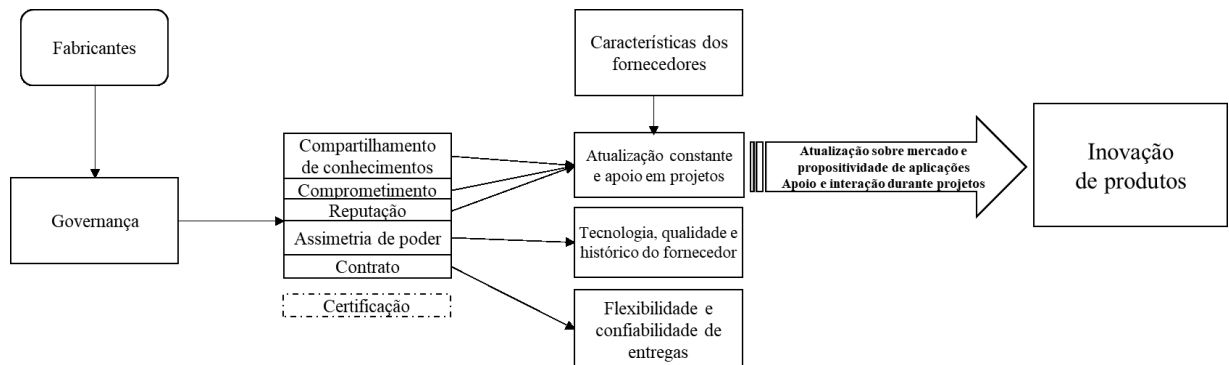 Fabricantes
Governança
Compartilhamento
de conhecimentos
Comprometimento
Reputação
Assimetria de poder
Contrato
Certificação
Características dos
fornecedores
Atualização constante
e apoio em projetos
Tecnologia, qualidade e
histórico do fornecedor
Flexibilidade e
confiabilidade de
entregas
Atualização sobre mercado e
propositividade de aplicações
Apoio e interação durante projetos
Inovação
de produtos